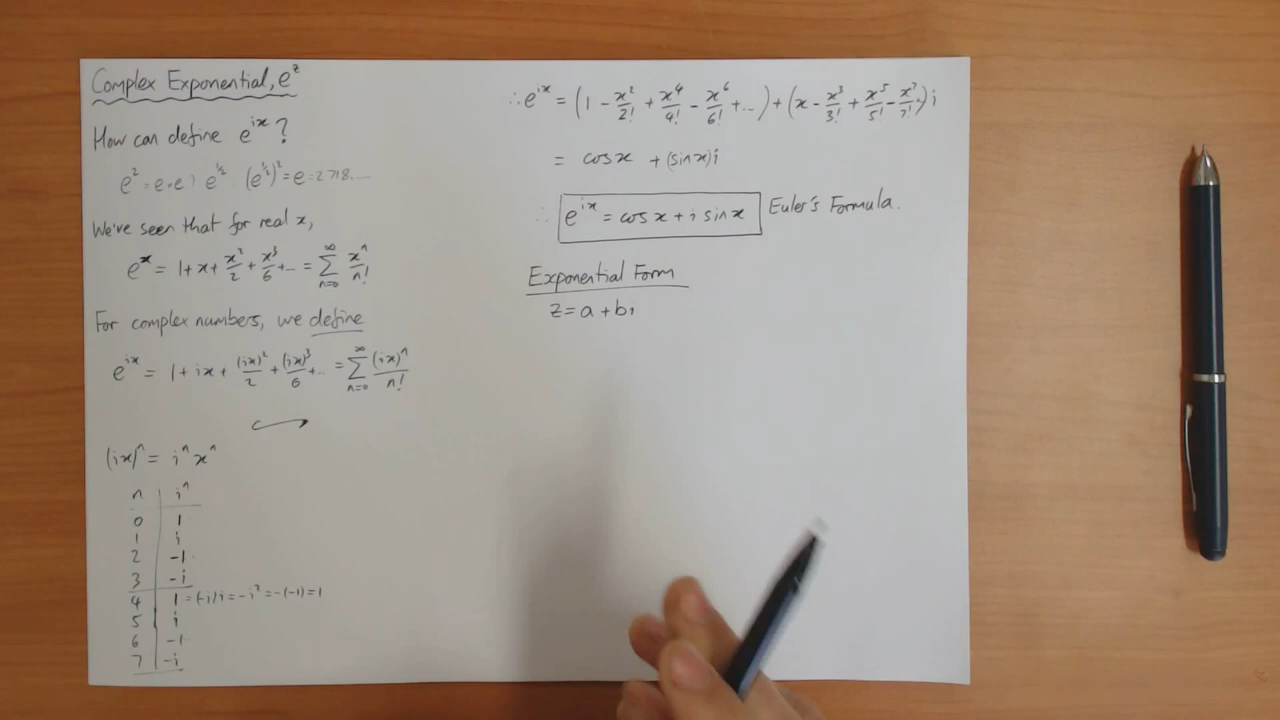 Complex Exponential, e^z
How can define e^{ix}?
e^2 = e×e, e^{1/2} (e^{1/2})^2 = e = 2.718...
We've seen that for real x,
e^x = 1 + x + x^2/2 + x^3/6 + ... = ∑_{n=0}^{∞} x^n/n!
For complex numbers, we define
e^{ix} = 1 + ix + (ix)^2/2 + (ix)^3/6 + ... = ∑_{n=0}^{∞} (ix)^n/n!
(ix)^n = i^n x^n
n i^n
0 1
1 i
2 -1
3 -i
4 1 = (-i)i = -i^2 = -(-1) = 1
5 i
6 -1
7 -i
∴ e^{ix} = (1 - x^2/2! + x^4/4! - x^6/6! + ...) + (x - x^3/3! + x^5/5! - x^7/7!..) i
= cos x + (sin x) i
∴ e^{ix} = cos x + i sin x Euler's Formula.
Exponential Form
z = a + bi